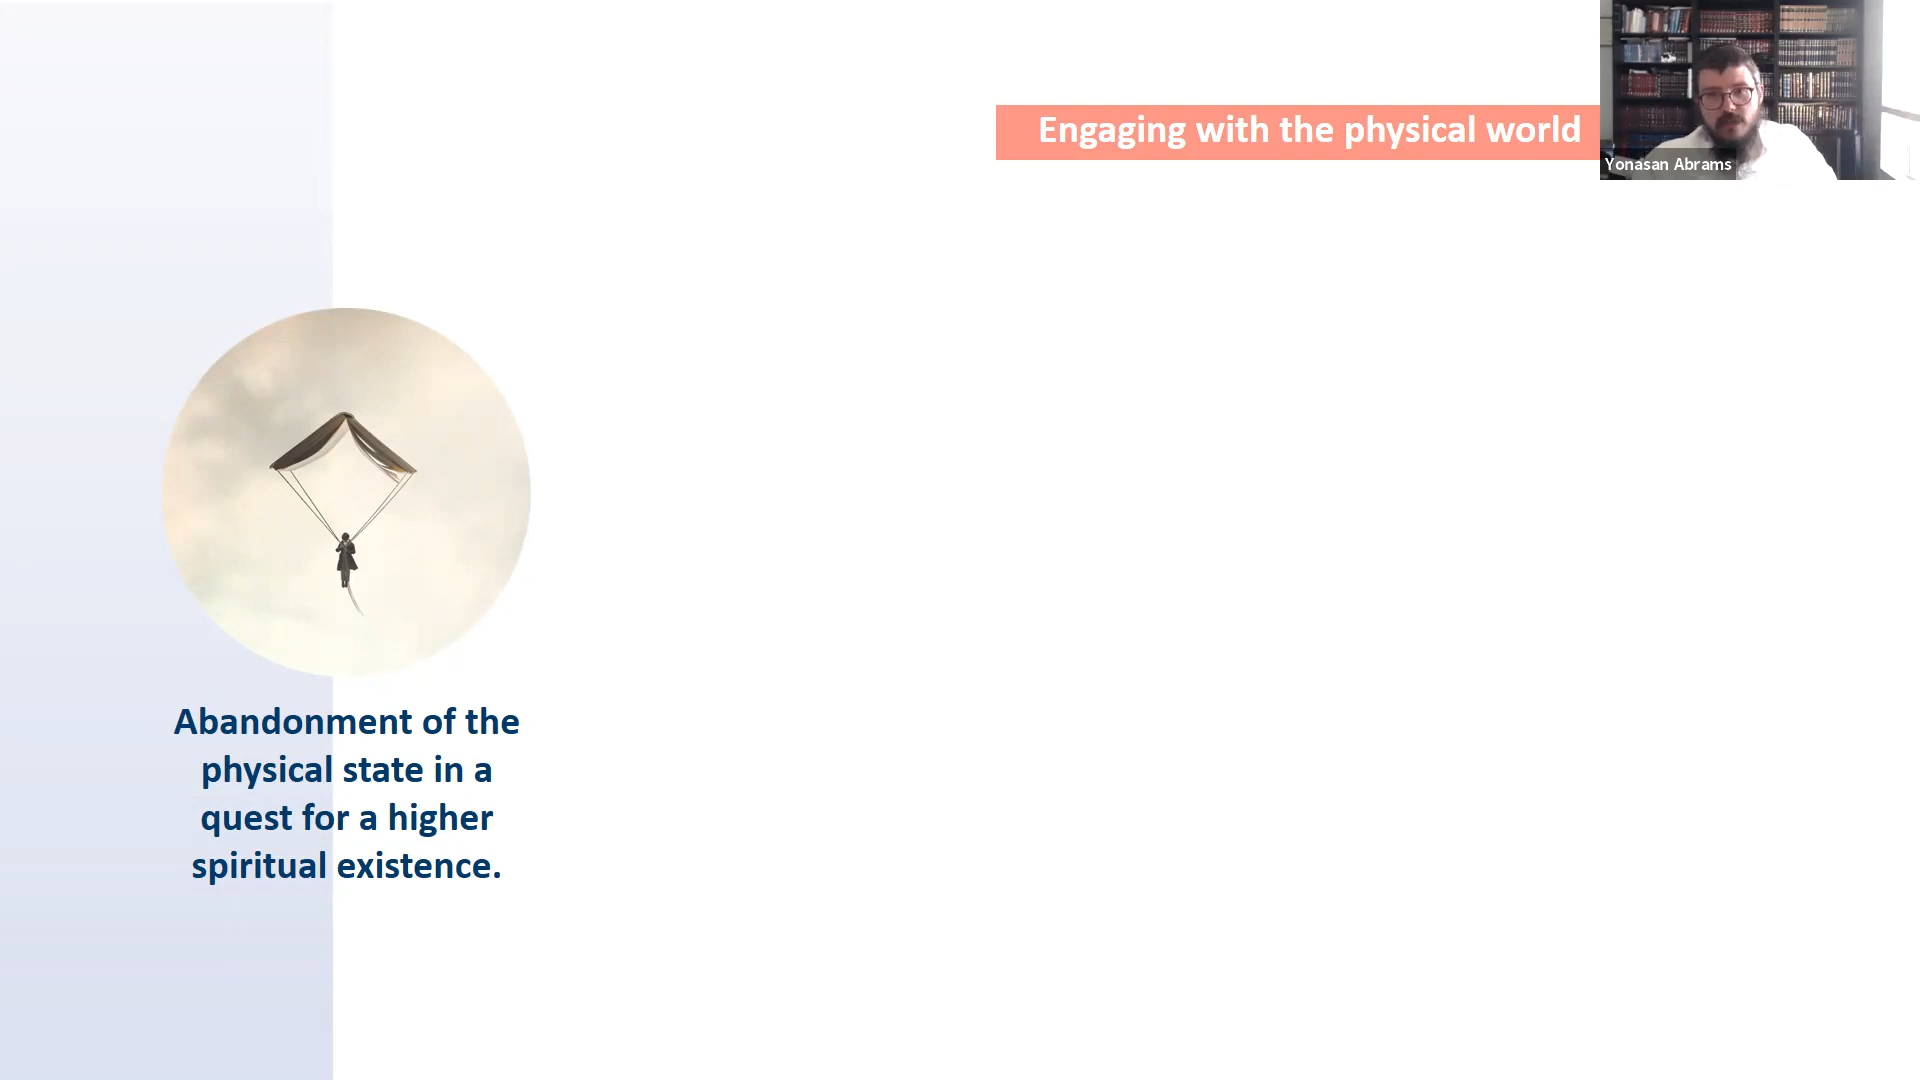 Engaging with the physical world
Yonasan Abrams
Abandonment of the
physical state in a
quest for a higher
spiritual existence.